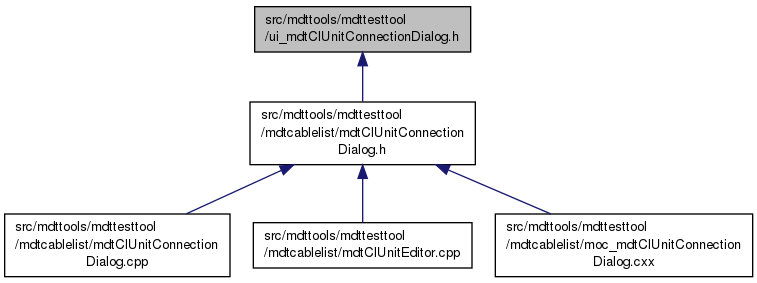 src/mdttools/mdttesttool
/ui_mdtClUnitConnectionDialog.h
src/mdttools/mdttesttool
/mdtcablelist/mdtClUnitConnection
Dialog.h
src/mdttools/mdttesttool
/mdtcablelist/mdtClUnitConnection
Dialog.cpp
src/mdttools/mdttesttool
/mdtcablelist/mdtClUnitEditor.cpp
src/mdttools/mdttesttool
/mdtcablelist/moc_mdtClUnitConnection
Dialog.cxx